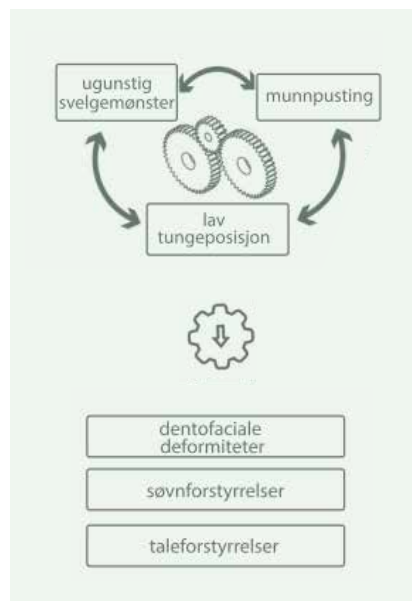 ugunstig
svelgemønster
munnpusting
lav
tungeposisjon
dentofaciale
deformiteter
søvnforstyrrelser
taleforstyrrelser